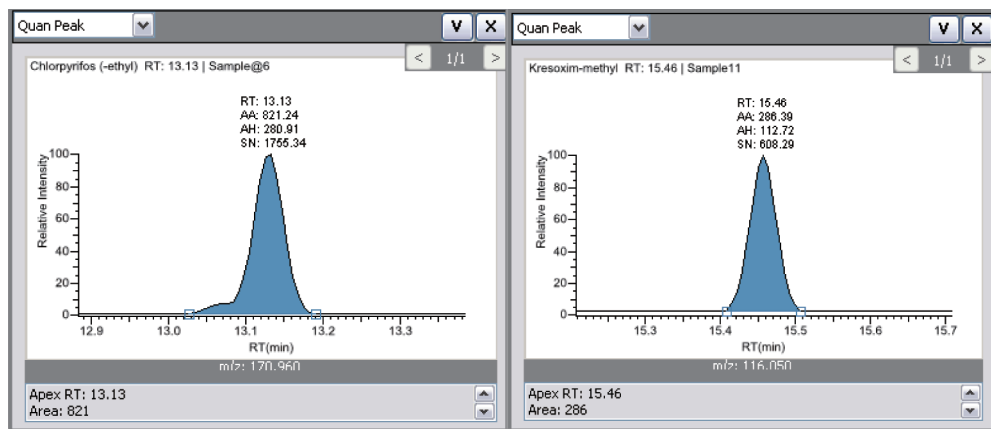 Quan Peak
V X
< 1/1 >
Chlorpyrifos (-ethyl) RT: 13.13 | Sample@6
RT: 13.13
AA: 821.24
AH: 280.91
SN: 1755.34
Relative Intensity
100
80
60
40
20
0
12.9 13.0 13.1 13.2 13.3
RT(min)
m/z: 170.960
Apex RT: 13.13
Area: 821
Quan Peak
V X
< 1/1 >
Kresoxim-methyl RT: 15.46 | Sample11
RT: 15.46
AA: 286.39
AH: 112.72
SN: 608.29
Relative Intensity
100
80
60
40
20
0
15.3 15.4 15.5 15.6 15.7
RT(min)
m/z: 116.050
Apex RT: 15.46
Area: 286